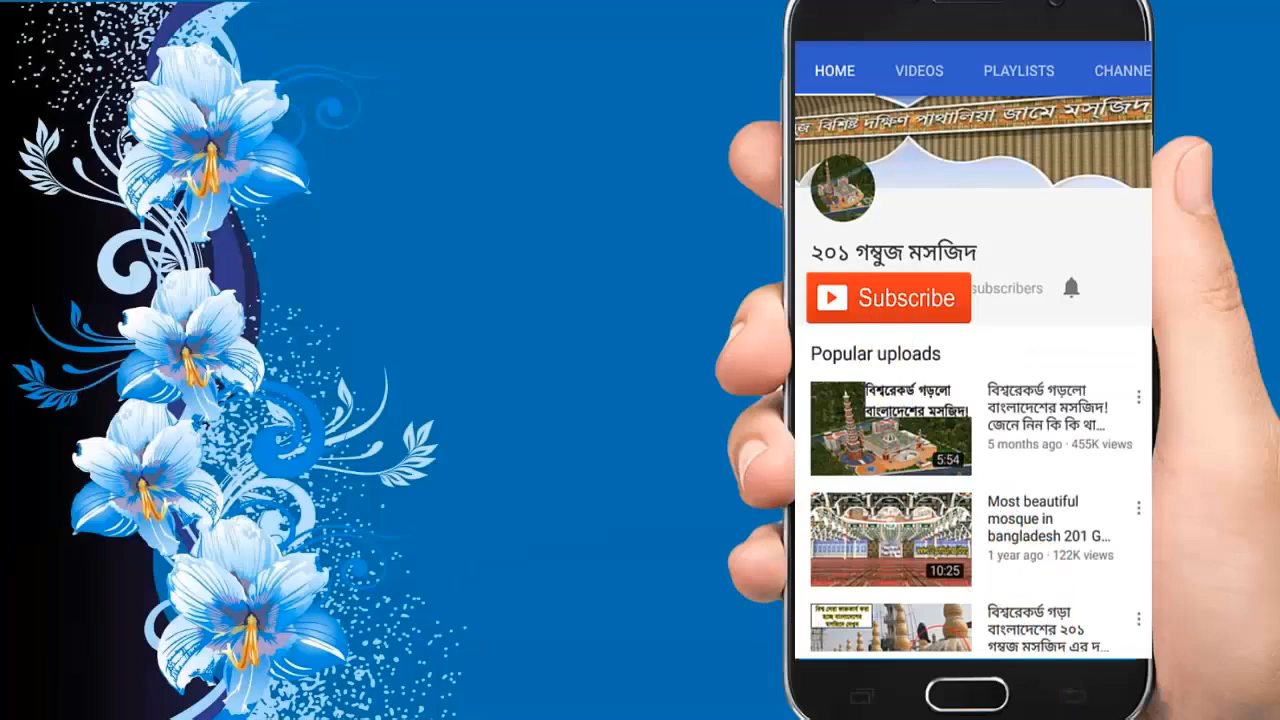 HOME VIDEOS PLAYLISTS CHANNE
জ বিশিষ্ট দক্ষিণ পাথালিয়া জামে মসজিদ
২০১ গম্বুজ মসজিদ
Subscribe subscribers
Popular uploads
বিশ্বরেকর্ড গড়লো
বাংলাদেশের মসজিদ!
5:54
বিশ্বরেকর্ড গড়লো
বাংলাদেশের মসজিদ!
জেনে নিন কি কি থা...
5 months ago · 455K views
10:25
Most beautiful
mosque in
bangladesh 201 G...
1 year ago · 122K views
বিশ্বরেকর্ড গড়া
বাংলাদেশের ২০১
গম্বুজ মসজিদ এর দ...